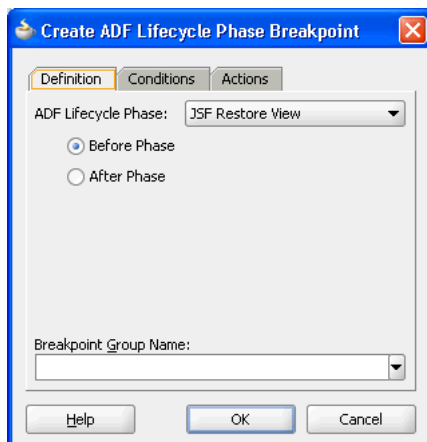 Create ADF Lifecycle Phase Breakpoint
Definition Conditions Actions
ADF Lifecycle Phase: JSF Restore View
Before Phase
After Phase
Breakpoint Group Name:
Help OK Cancel